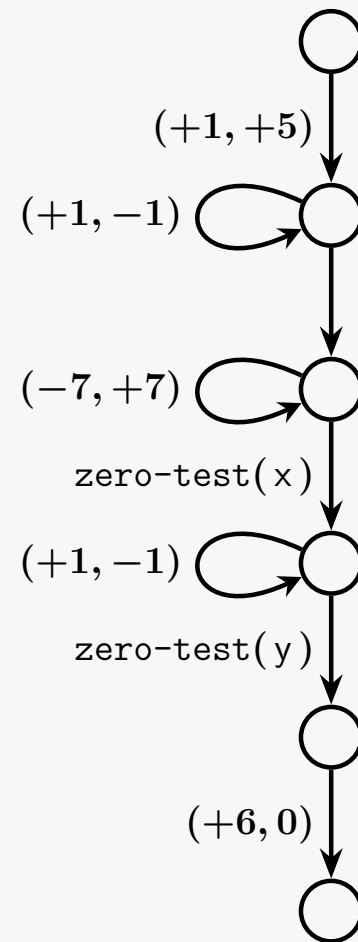 (+1, +5)
(+1, −1)
(−7, +7)
zero-test(x)
(+1, −1)
zero-test(y)
(+6, 0)